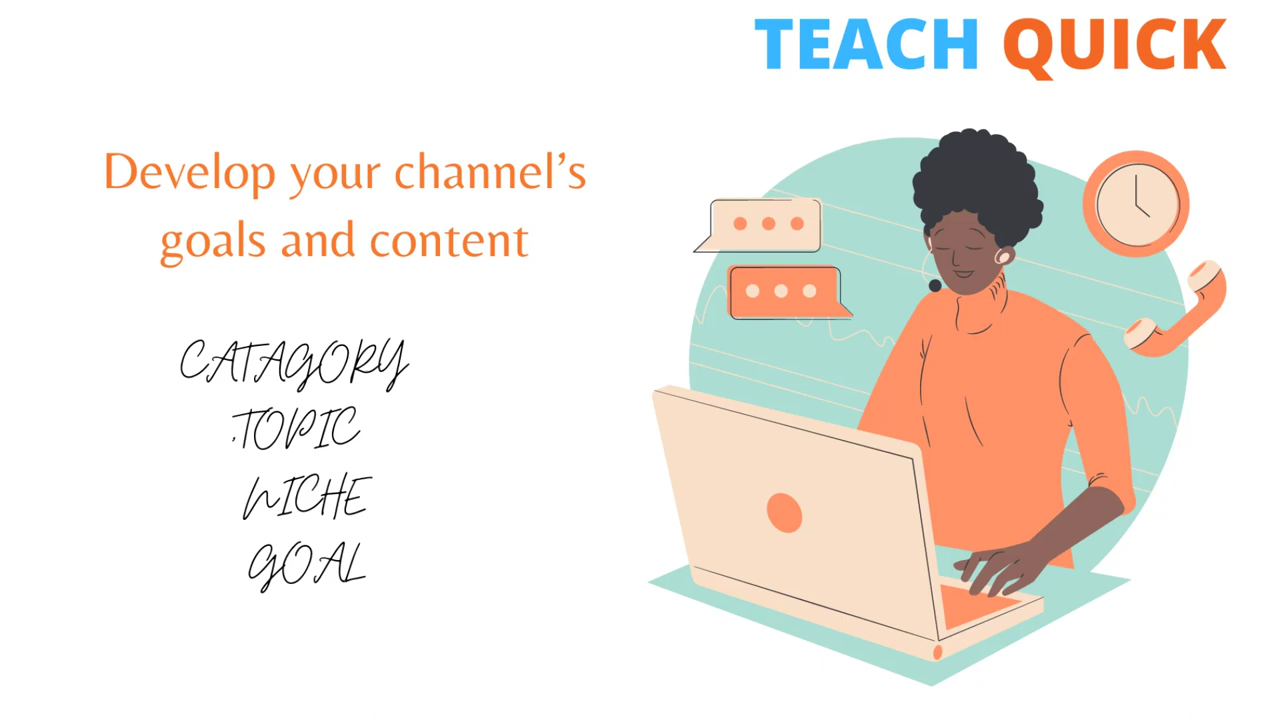 TEACH QUICK
Develop your channel’s
goals and content
CATAGORY
.TOPIC
NICHE
GOAL